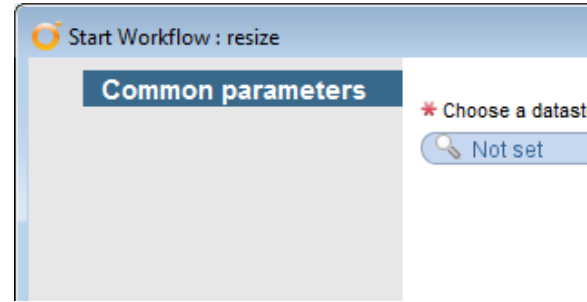 Start Workflow : resize
Common parameters
* Choose a datast
Not set